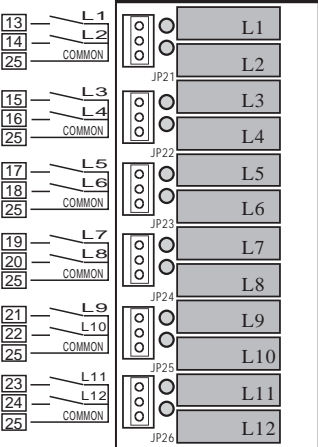 13 L1 L1
14 L2 L2
25 COMMON
JP21
15 L3 L3
16 L4 L4
25 COMMON
JP22
17 L5 L5
18 L6 L6
25 COMMON
JP23
19 L7 L7
20 L8 L8
25 COMMON
JP24
21 L9 L9
22 L10 L10
25 COMMON
JP25
23 L11 L11
24 L12 L12
25 COMMON
JP26